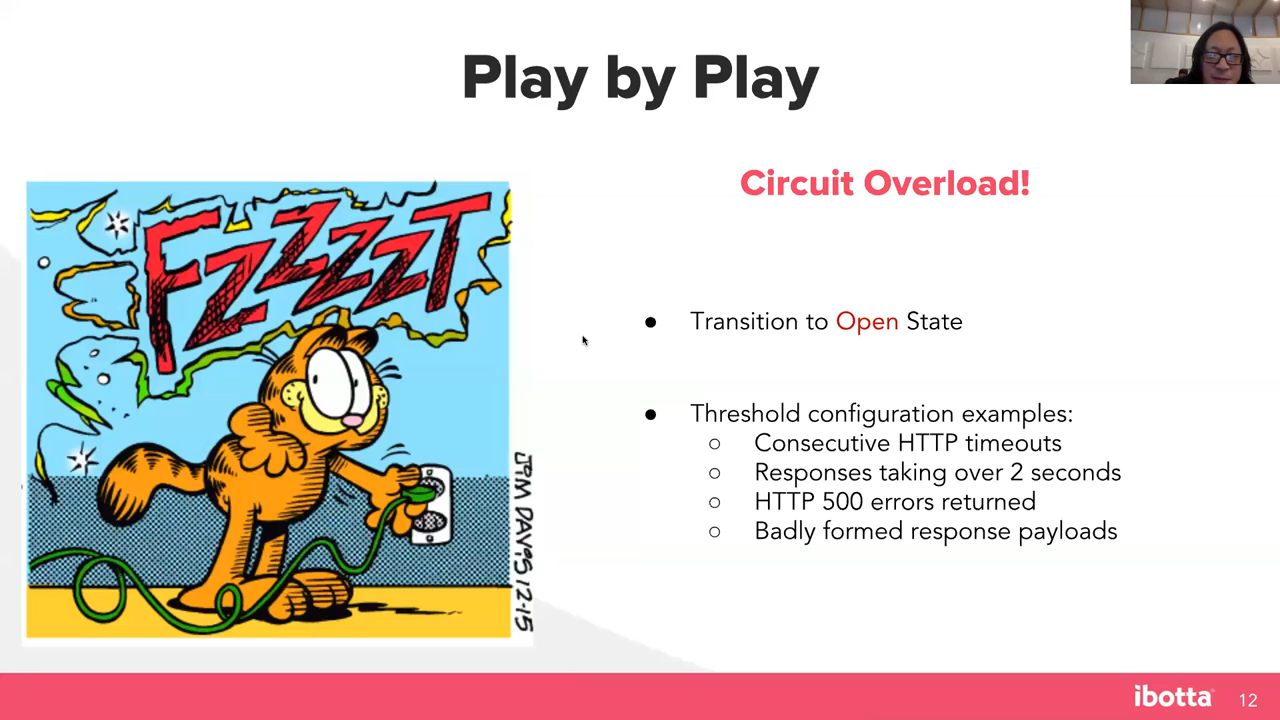 Play by Play
Circuit Overload!
FZZZZT
● Transition to Open State
● Threshold configuration examples:
○ Consecutive HTTP timeouts
○ Responses taking over 2 seconds
○ HTTP 500 errors returned
○ Badly formed response payloads
JIM DAVIS 12-15
ibotta
12